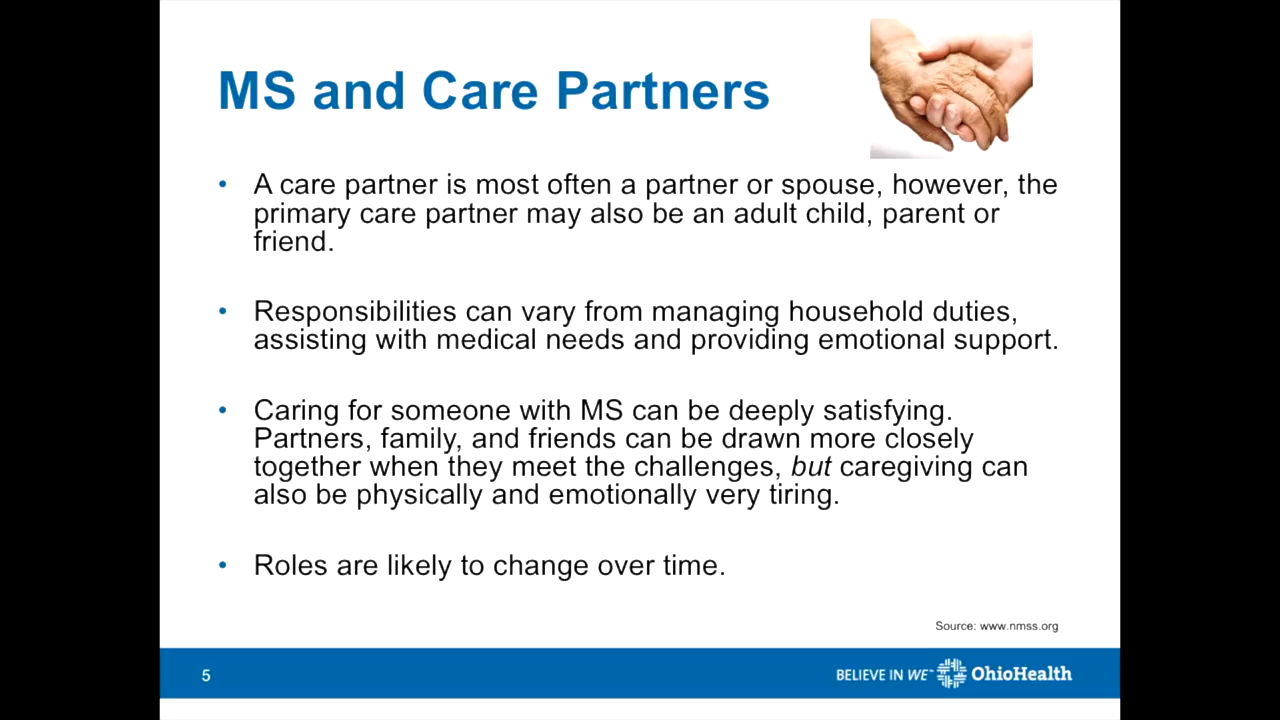 MS and Care Partners
• A care partner is most often a partner or spouse, however, the
primary care partner may also be an adult child, parent or
friend.
• Responsibilities can vary from managing household duties,
assisting with medical needs and providing emotional support.
• Caring for someone with MS can be deeply satisfying.
Partners, family, and friends can be drawn more closely
together when they meet the challenges, but caregiving can
also be physically and emotionally very tiring.
• Roles are likely to change over time.
Source: www.nmss.org
5
BELIEVE IN WE℠ OhioHealth